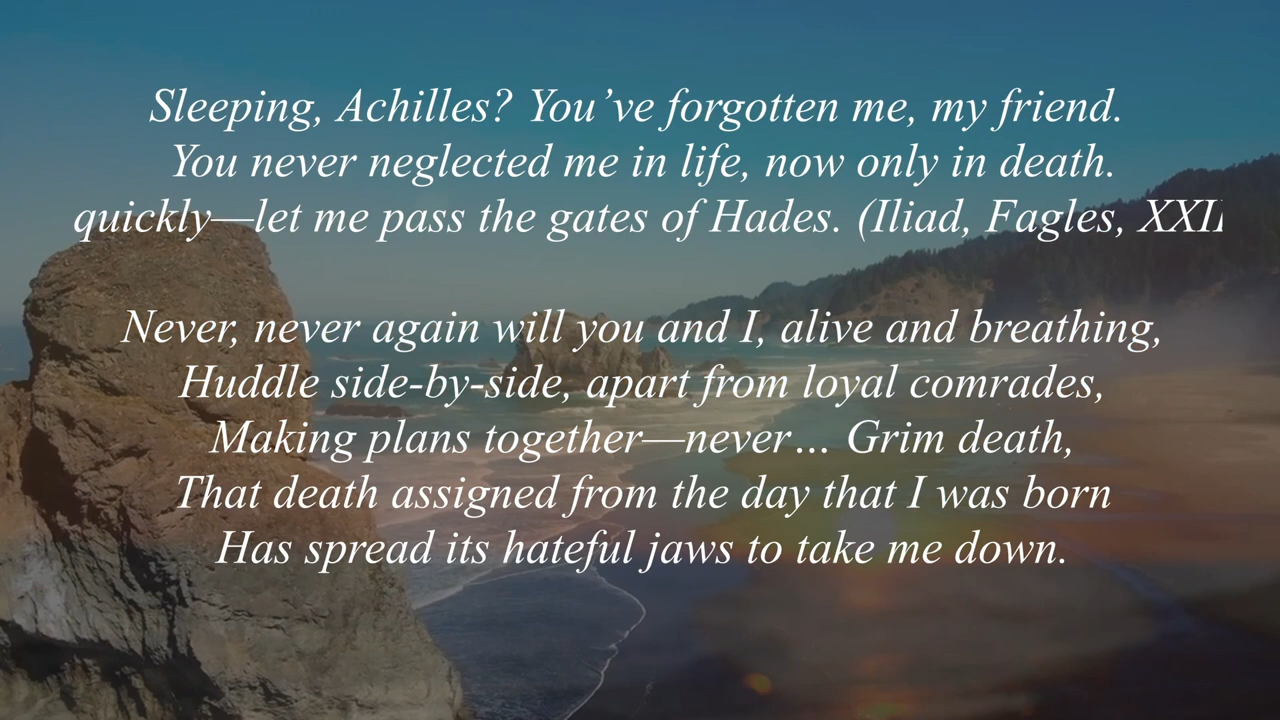 Sleeping, Achilles? You’ve forgotten me, my friend.
You never neglected me in life, now only in death.
quickly—let me pass the gates of Hades. (Iliad, Fagles, XXII
Never, never again will you and I, alive and breathing,
Huddle side-by-side, apart from loyal comrades,
Making plans together—never… Grim death,
That death assigned from the day that I was born
Has spread its hateful jaws to take me down.